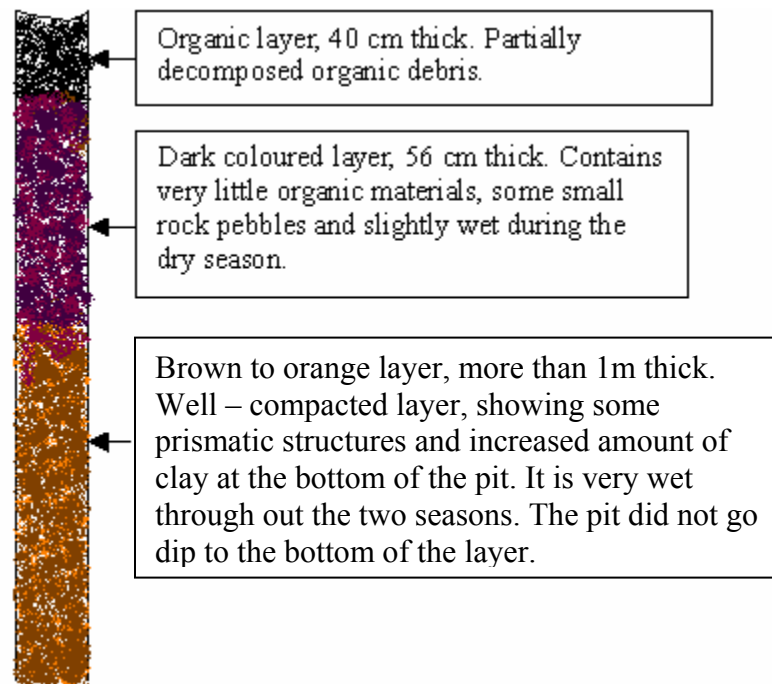 Organic layer, 40 cm thick. Partially
decomposed organic debris.
Dark coloured layer, 56 cm thick. Contains
very little organic materials, some small
rock pebbles and slightly wet during the
dry season.
Brown to orange layer, more than 1m thick.
Well – compacted layer, showing some
prismatic structures and increased amount of
clay at the bottom of the pit. It is very wet
through out the two seasons. The pit did not go
dip to the bottom of the layer.